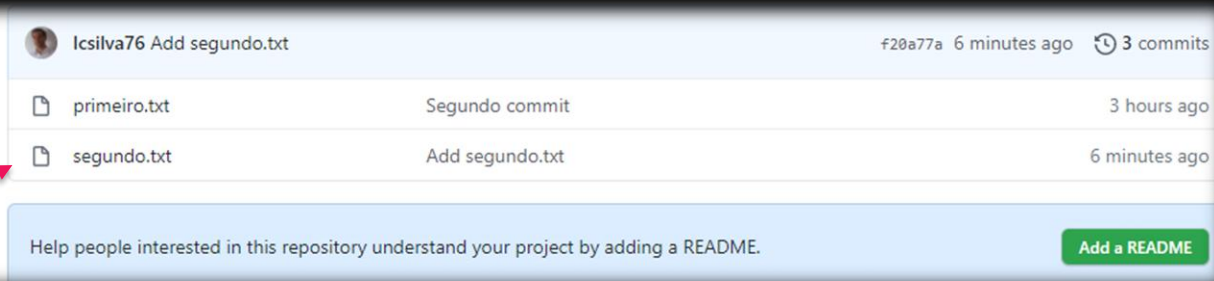 lcsilva76 Add segundo.txt f20a77a 6 minutes ago 3 commits
primeiro.txt Segundo commit 3 hours ago
segundo.txt Add segundo.txt 6 minutes ago
Help people interested in this repository understand your project by adding a README. Add a README